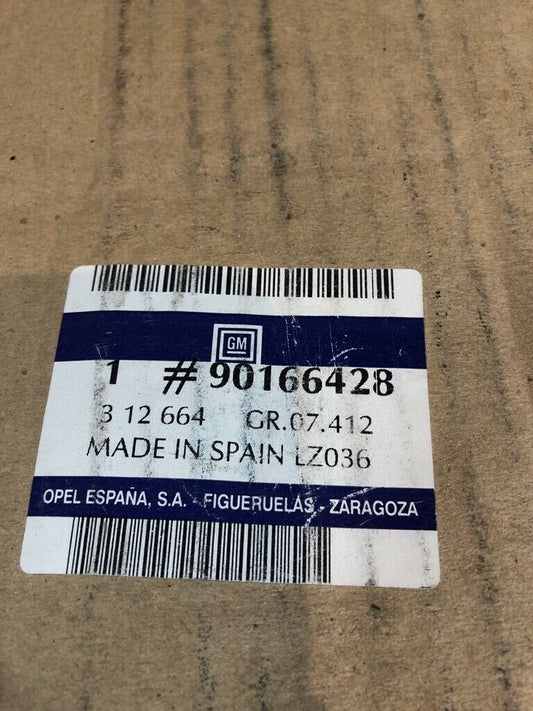 GM
1 #90166428
3 12 664 GR.07.412
MADE IN SPAIN LZ036
OPEL ESPAÑA, S.A. - FIGUERUELAS - ZARAGOZA